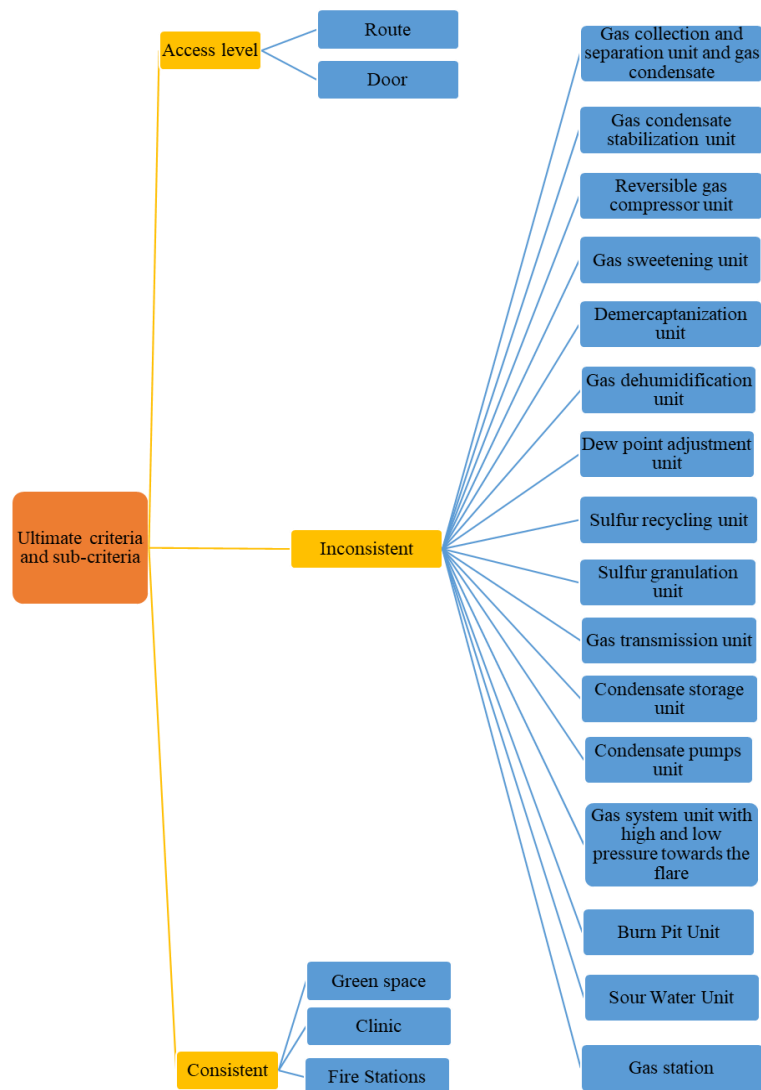 Ultimate criteria
and sub-criteria
Access level
Route
Door
Inconsistent
Gas collection and
separation unit and gas
condensate
Gas condensate
stabilization unit
Reversible gas
compressor unit
Gas sweetening unit
Demercaptanization
unit
Gas dehumidification
unit
Dew point adjustment
unit
Sulfur recycling unit
Sulfur granulation
unit
Gas transmission unit
Condensate storage
unit
Condensate pumps
unit
Gas system unit with
high and low
pressure towards the
flare
Burn Pit Unit
Sour Water Unit
Gas station
Consistent
Green space
Clinic
Fire Stations